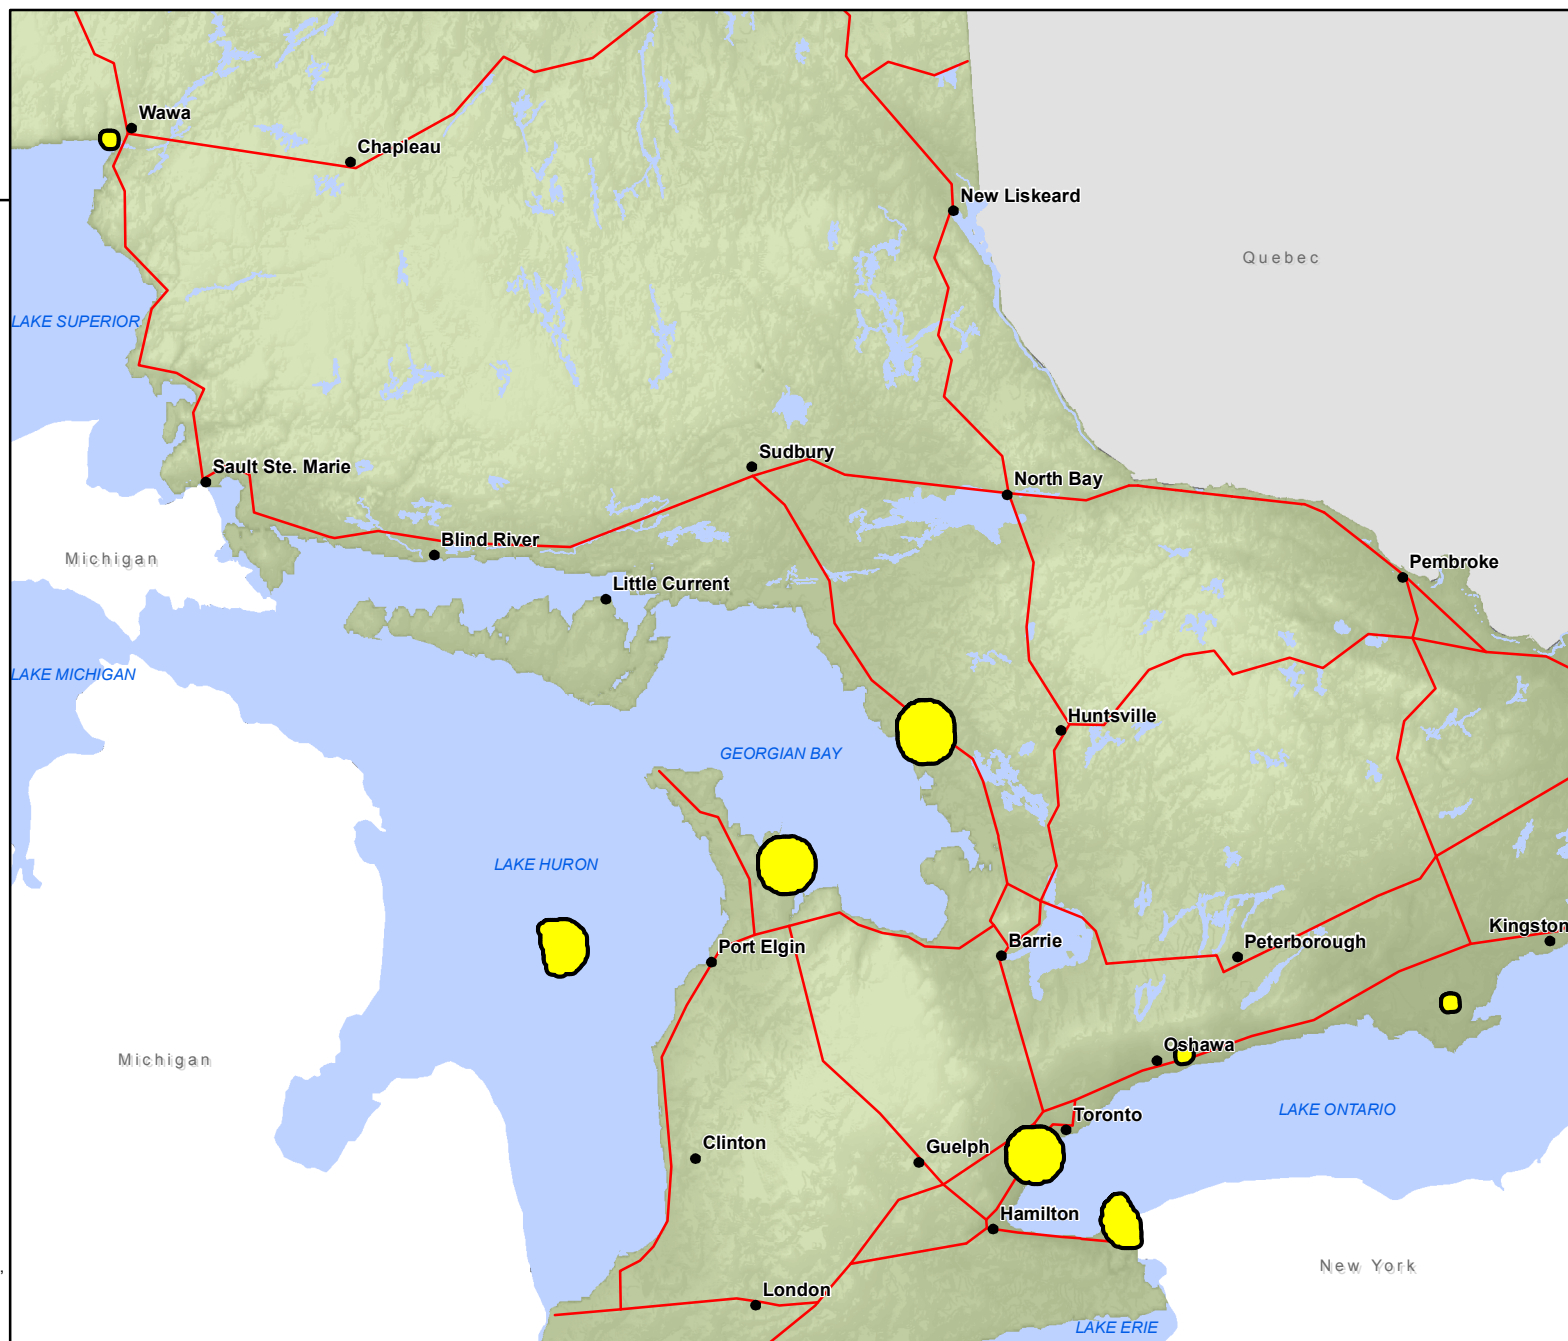 Wawa
Chapleau
New Liskeard
Quebec
LAKE SUPERIOR
Sudbury
Sault Ste. Marie
North Bay
Blind River
Michigan
Pembroke
Little Current
LAKE MICHIGAN
Huntsville
GEORGIAN BAY
LAKE HURON
Kingston
Port Elgin
Barrie
Peterborough
Oshawa
Michigan
LAKE ONTARIO
Toronto
Clinton
Guelph
Hamilton
New York
,
London
LAKE ERIE